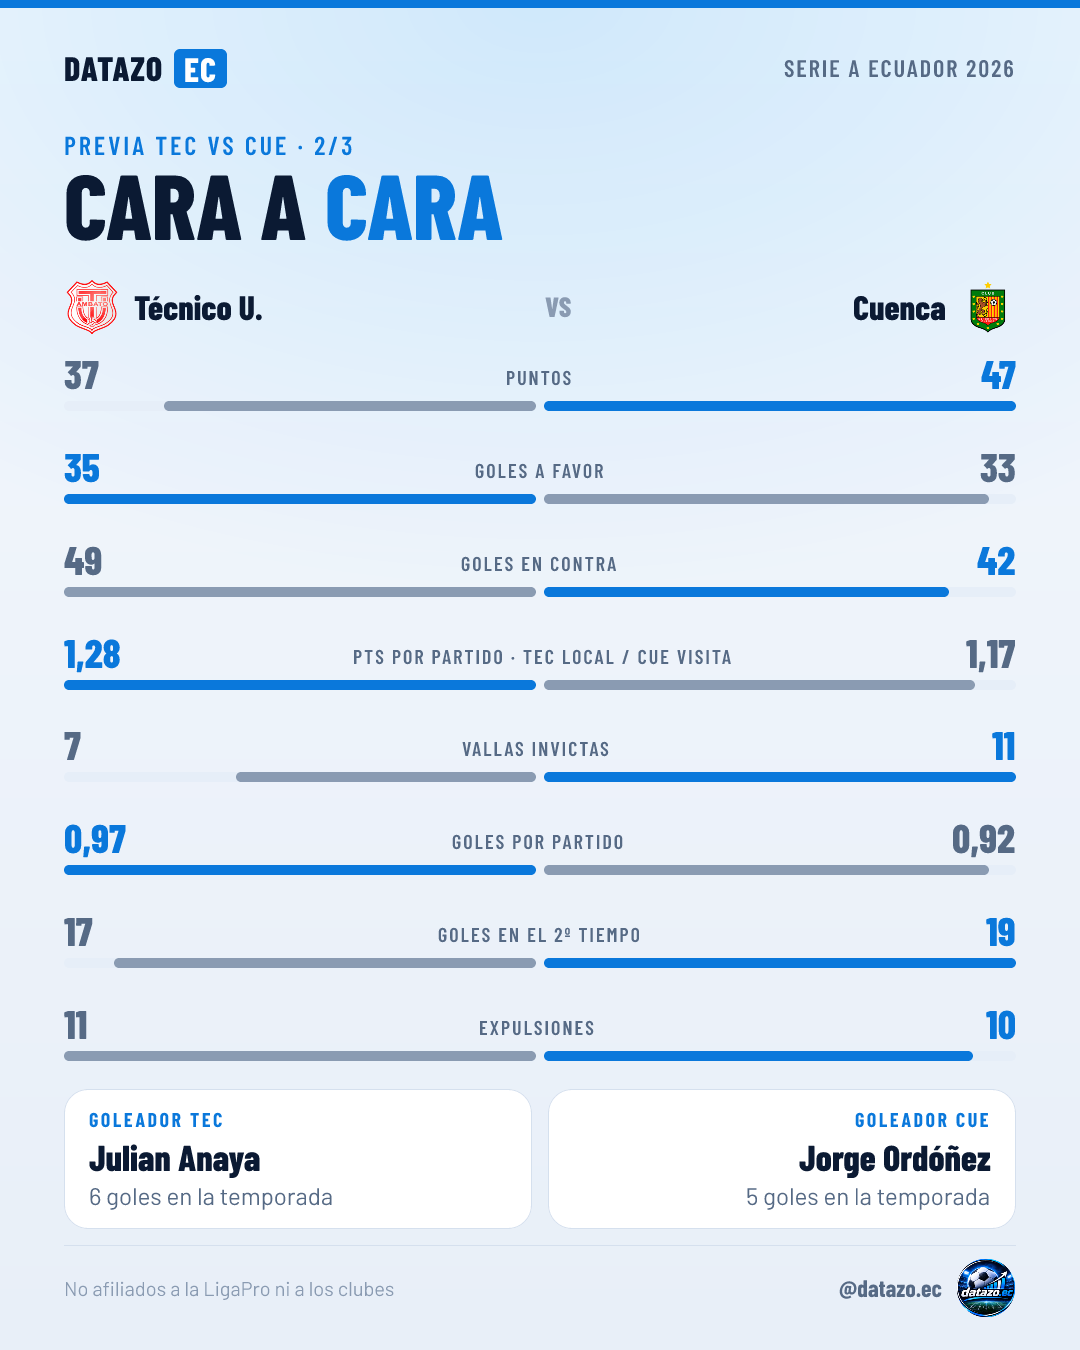 DATAZO EC
SERIE A ECUADOR 2026
PREVIA TEC VS CUE · 2/3
CARA A CARA
AMBATO
Técnico U.
VS
Cuenca
CLUB
37 PUNTOS 47
35 GOLES A FAVOR 33
49 GOLES EN CONTRA 42
1,28 PTS POR PARTIDO · TEC LOCAL / CUE VISITA 1,17
7 VALLAS INVICTAS 11
0,97 GOLES POR PARTIDO 0,92
17 GOLES EN EL 2º TIEMPO 19
11 EXPULSIONES 10
GOLEADOR TEC
Julian Anaya
6 goles en la temporada
GOLEADOR CUE
Jorge Ordóñez
5 goles en la temporada
No afiliados a la LigaPro ni a los clubes
@datazo.ec
datazo.ec